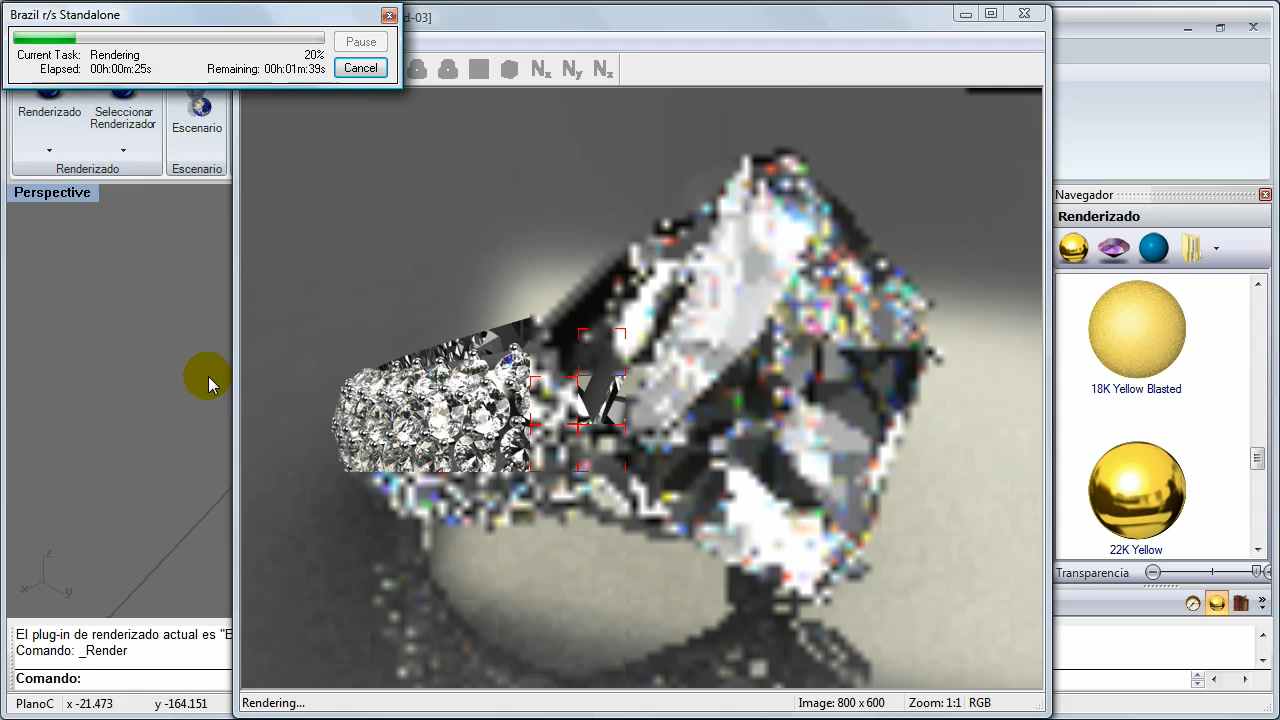 Brazil r/s Standalone
Current Task: Rendering 20%
Elapsed: 00h:00m:25s Remaining: 00h:01m:39s
Pause
Cancel
d-03]
Nx Ny Nz
Renderizado
Seleccionar
Renderizador
Escenario
Renderizado
Escenario
Perspective
z
x
y
Navegador
Renderizado
18K Yellow Blasted
22K Yellow
Transparencia
El plug-in de renderizado actual es "E
Comando: _Render
Comando:
PlanoC x -21.473 y -164.151
Rendering...
Image: 800 x 600 Zoom: 1:1 RGB